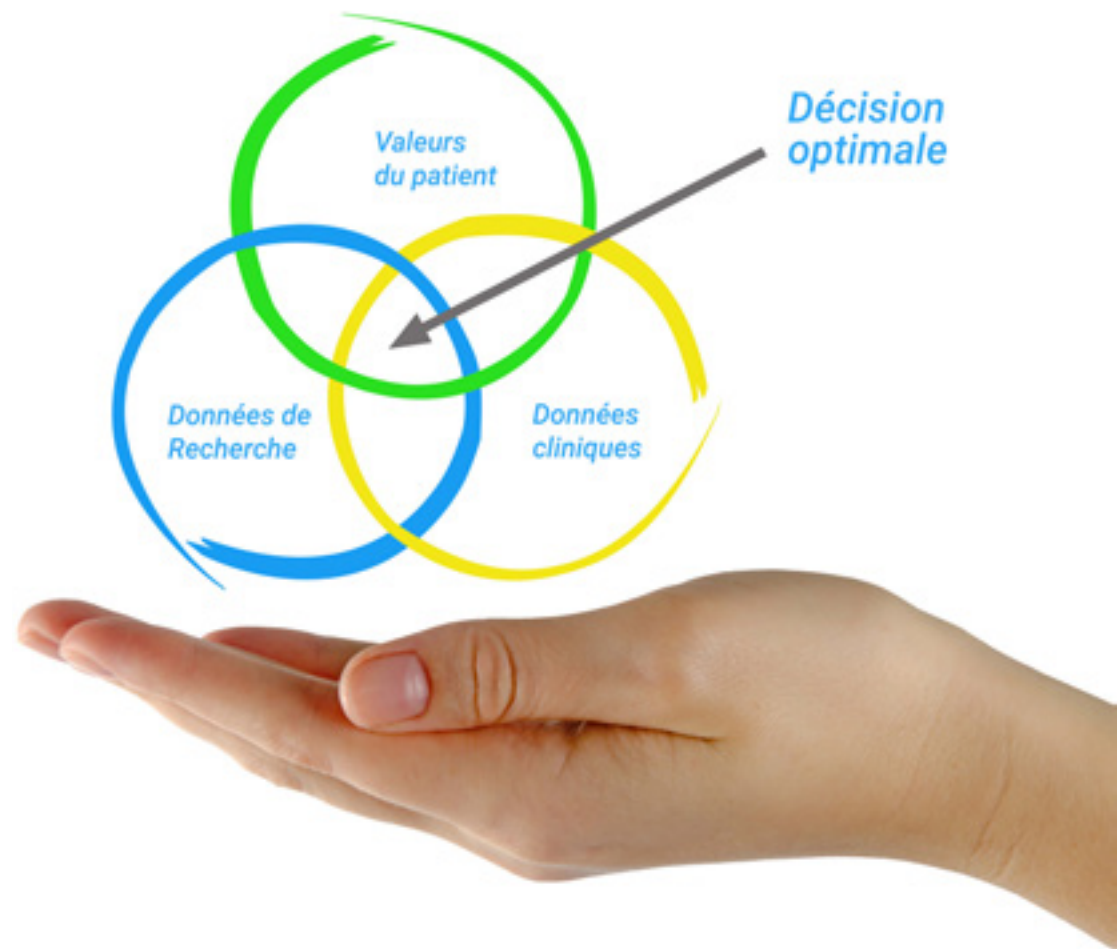 Décision
optimale
Valeurs
du patient
Données de
Recherche
Données
cliniques